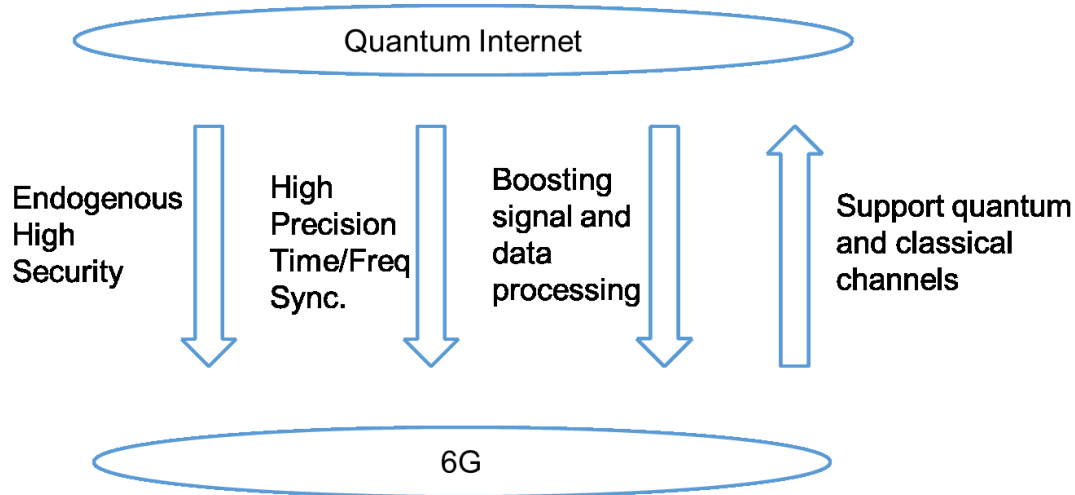 Quantum Internet
Endogenous
High
Security
High
Precision
Time/Freq
Sync.
Boosting
signal and
data
processing
Support quantum
and classical
channels
6G